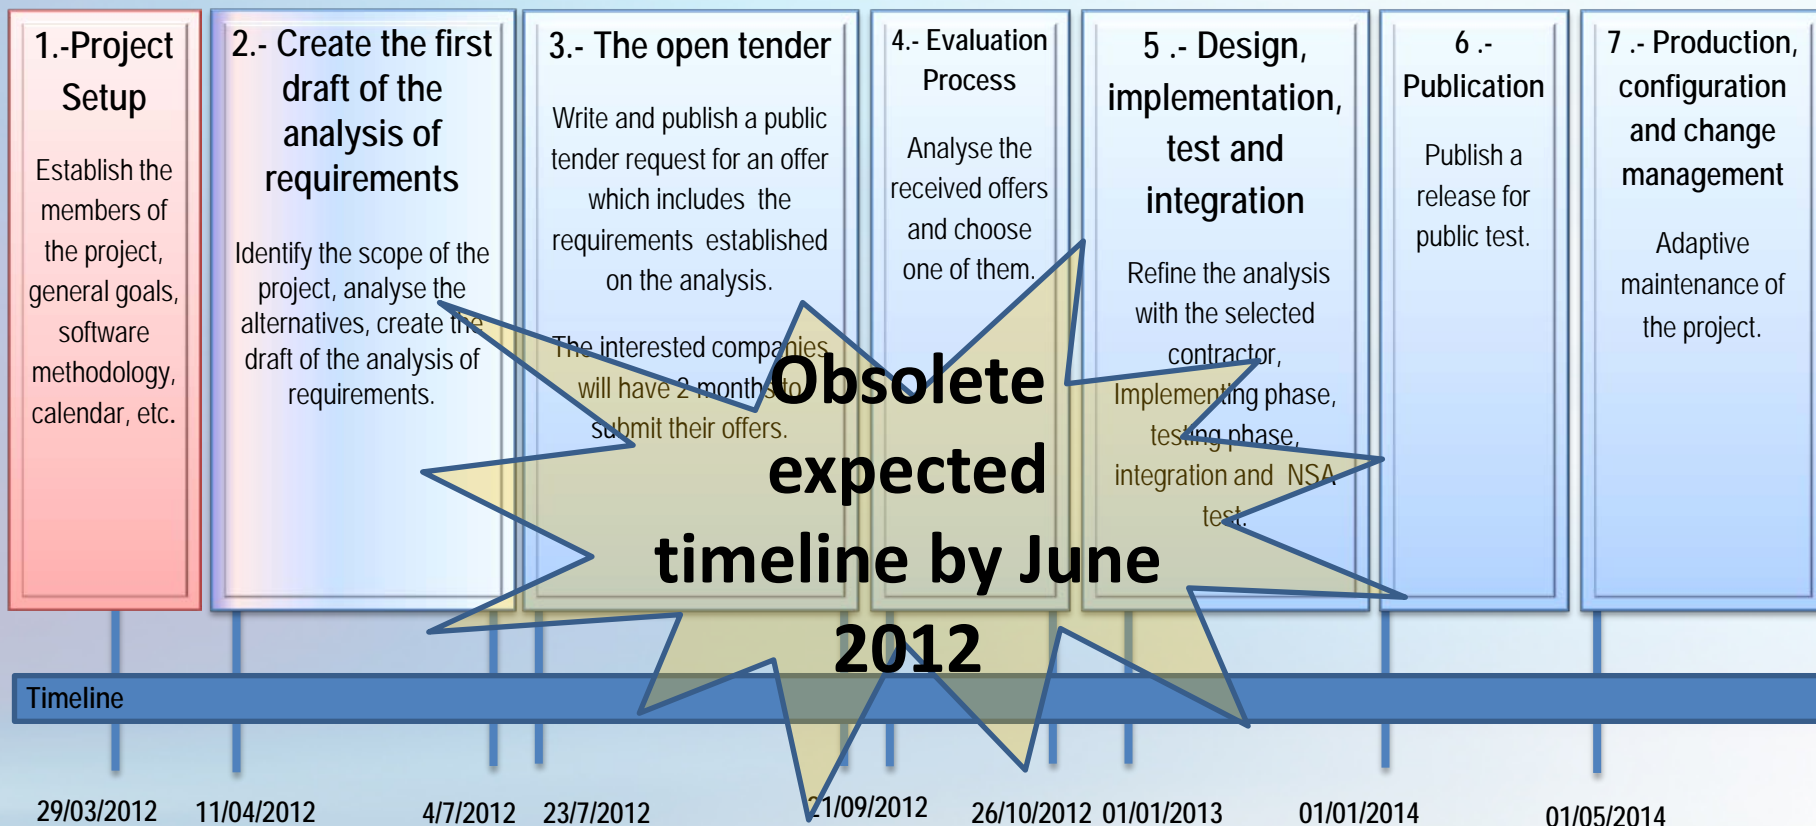 1.-Project
Setup
Establish the
members of
the project,
general goals,
software
methodology,
calendar, etc.
2.- Create the first
draft of the
analysis of
requirements
Identify the scope of the
project, analyse the
alternatives, create the
draft of the analysis of
requirements.
3.- The open tender
Write and publish a public
tender request for an offer
which includes the
requirements established
on the analysis.
The interested companies
will have 2 months to
submit their offers.
4.- Evaluation
Process
Analyse the
received offers
and choose
one of them.
5 .- Design,
implementation,
test and
integration
Refine the analysis
with the selected
contractor,
Implementing phase,
testing phase,
integration and NSA
test.
6 .-
Publication
Publish a
release for
public test.
7 .- Production,
configuration
and change
management
Adaptive
maintenance of
the project.
Obsolete
expected
timeline by June
2012
Timeline
29/03/2012 11/04/2012 4/7/2012 23/7/2012 21/09/2012 26/10/2012 01/01/2013 01/01/2014 01/05/2014